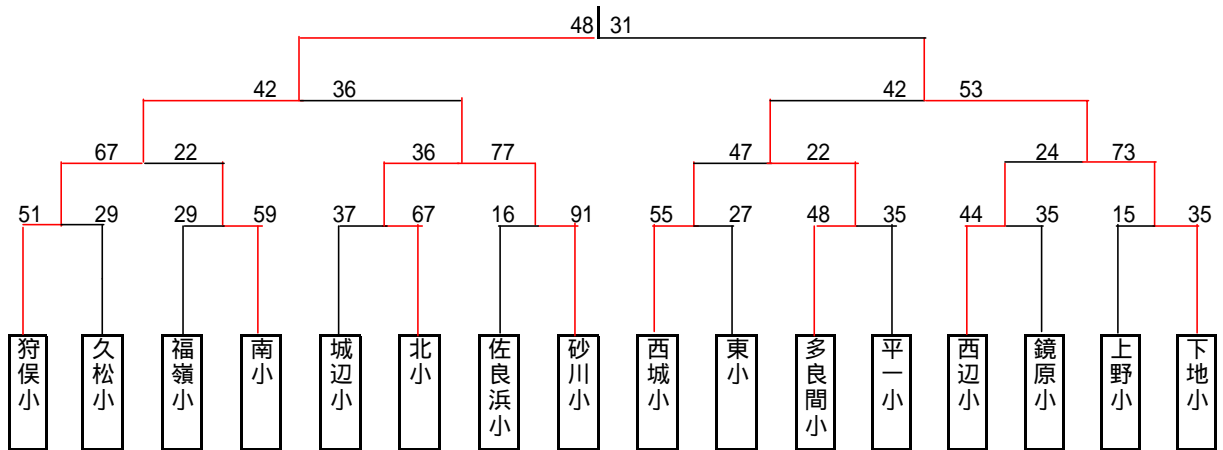 48 31
42 36 42 53
67 22 36 77 47 22 24 73
51 29 29 59 37 67 16 91 55 27 48 35 44 35 15 35
狩俣小
久松小
福嶺小
南小
城辺小
北小
佐良浜小
砂川小
西城小
東小
多良間小
平一小
西辺小
鏡原小
上野小
下地小